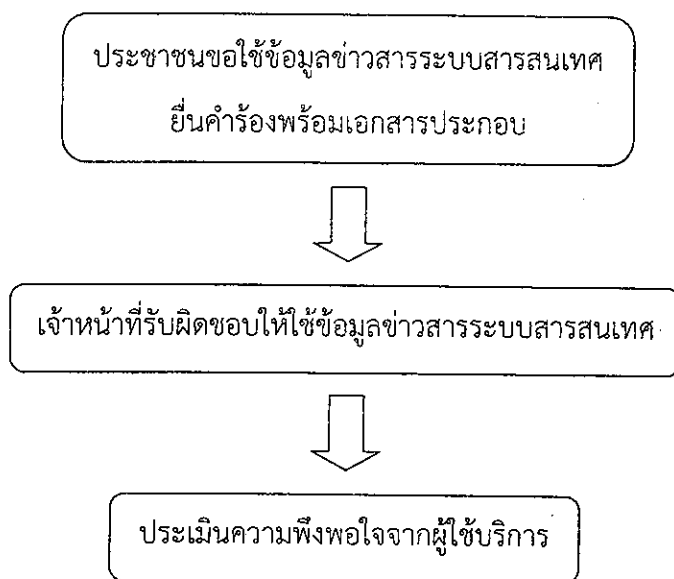 ประชาชนขอใช้ข้อมูลข่าวสารระบบสารสนเทศ
ยื่นคำร้องพร้อมเอกสารประกอบ
เจ้าหน้าที่รับผิดชอบให้ใช้ข้อมูลข่าวสารระบบสารสนเทศ
ประเมินความพึงพอใจจากผู้ใช้บริการ